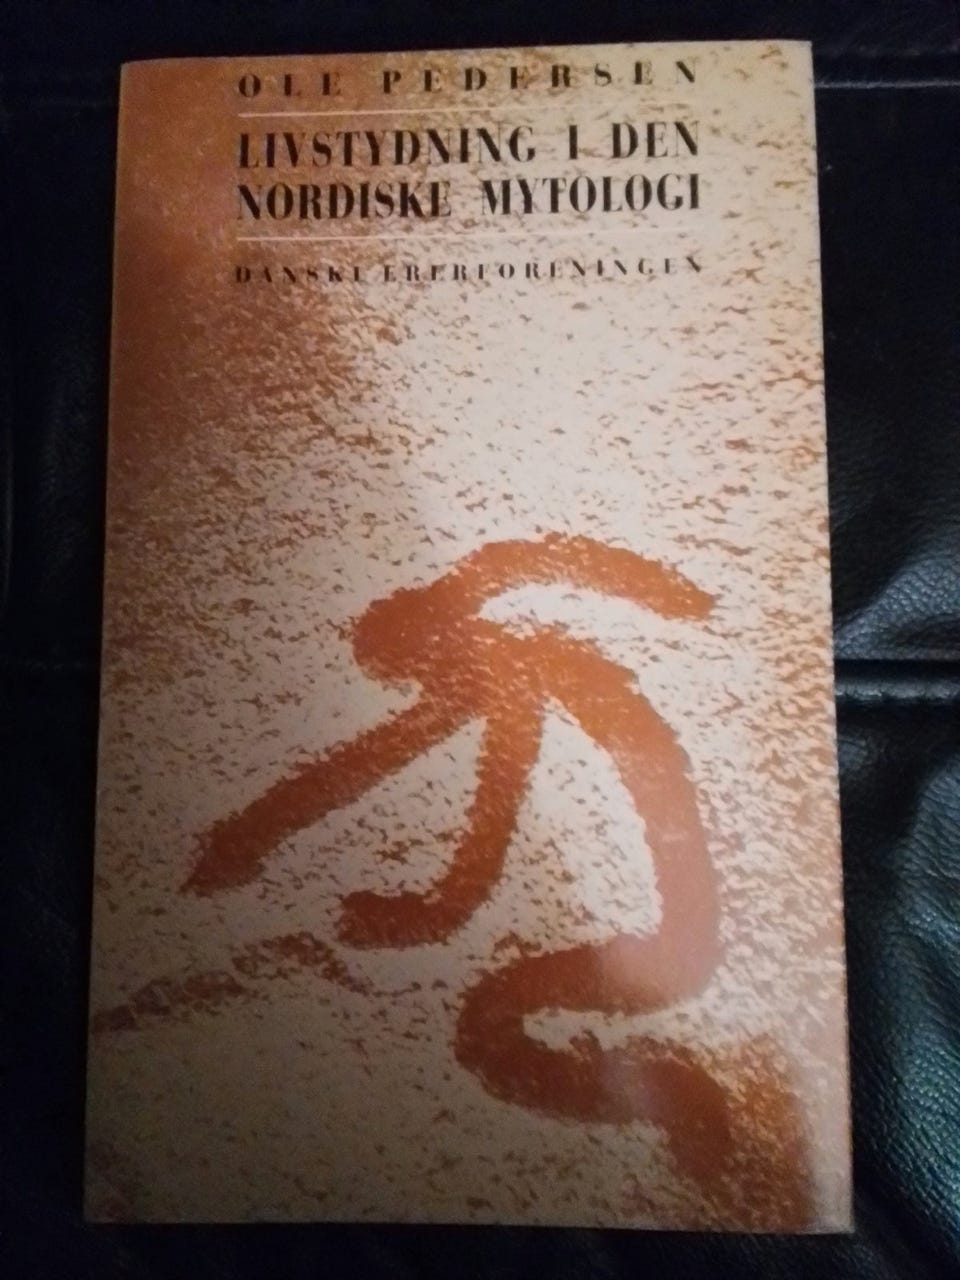 OLE PEDERSEN
LIVSTYDNING I DEN
NORDISKE MYTOLOGI
DANSKLÆRERFORENINGEN